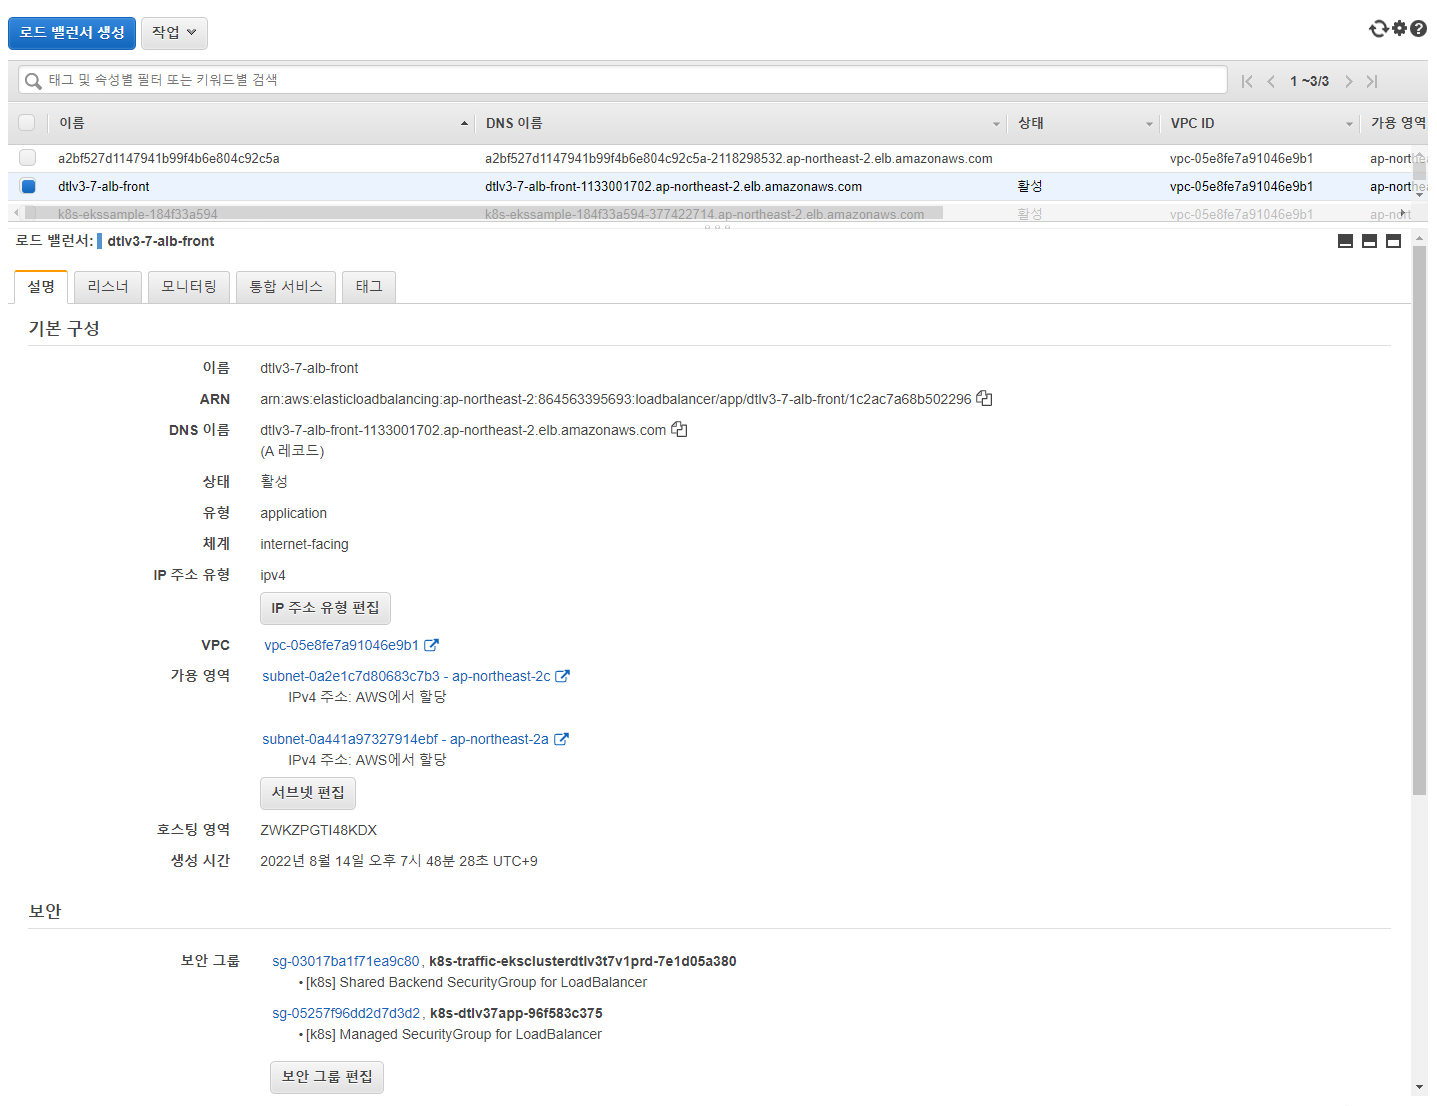 로드 밸런서 생성 작업
태그 및 속성별 필터 또는 키워드별 검색 1 ~3/3
이름 DNS 이름 상태 VPC ID 가용 영역
a2bf527d1147941b99f4b6e804c92c5a a2bf527d1147941b99f4b6e804c92c5a-2118298532.ap-northeast-2.elb.amazonaws.com vpc-05e8fe7a91046e9b1 ap-northe
dtlv3-7-alb-front dtlv3-7-alb-front-1133001702.ap-northeast-2.elb.amazonaws.com 활성 vpc-05e8fe7a91046e9b1 ap-northe
k8s-ekssample-184f33a594 k8s-ekssample-184f33a594-377422714.ap-northeast-2.elb.amazonaws.com 활성 vpc-05e8fe7a91046e9b1 ap-nort
로드 밸런서: dtlv3-7-alb-front
설명 리스너 모니터링 통합 서비스 태그
기본 구성
이름 dtlv3-7-alb-front
ARN arn:aws:elasticloadbalancing:ap-northeast-2:864563395693:loadbalancer/app/dtlv3-7-alb-front/1c2ac7a68b502296
DNS 이름 dtlv3-7-alb-front-1133001702.ap-northeast-2.elb.amazonaws.com
(A 레코드)
상태 활성
유형 application
체계 internet-facing
IP 주소 유형 ipv4
IP 주소 유형 편집
VPC vpc-05e8fe7a91046e9b1
가용 영역 subnet-0a2e1c7d80683c7b3 - ap-northeast-2c
IPv4 주소: AWS에서 할당
subnet-0a441a97327914ebf - ap-northeast-2a
IPv4 주소: AWS에서 할당
서브넷 편집
호스팅 영역 ZWKZPGTI48KDX
생성 시간 2022년 8월 14일 오후 7시 48분 28초 UTC+9
보안
보안 그룹 sg-03017ba1f71ea9c80, k8s-traffic-eksclusterdtlv3t7v1prd-7e1d05a380
• [k8s] Shared Backend SecurityGroup for LoadBalancer
sg-05257f96dd2d7d3d2, k8s-dtlv37app-96f583c375
• [k8s] Managed SecurityGroup for LoadBalancer
보안 그룹 편집